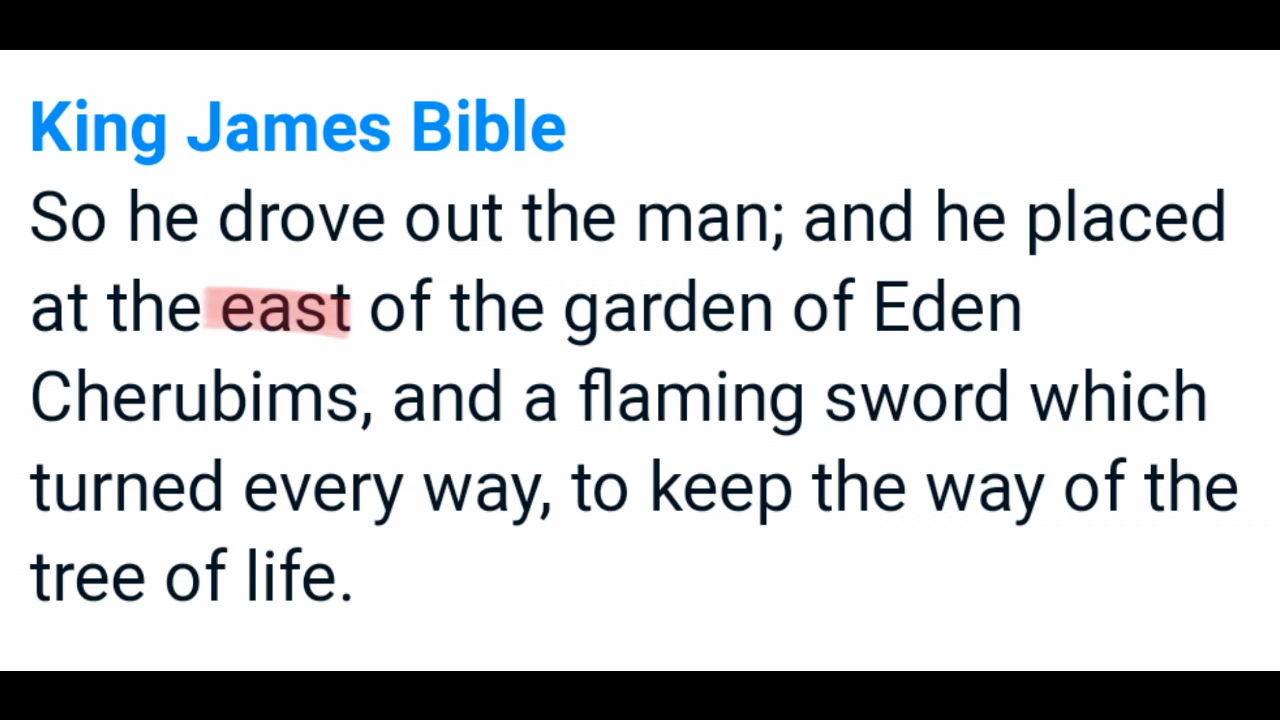 King James Bible
So he drove out the man; and he placed
at the east of the garden of Eden
Cherubims, and a flaming sword which
turned every way, to keep the way of the
tree of life.